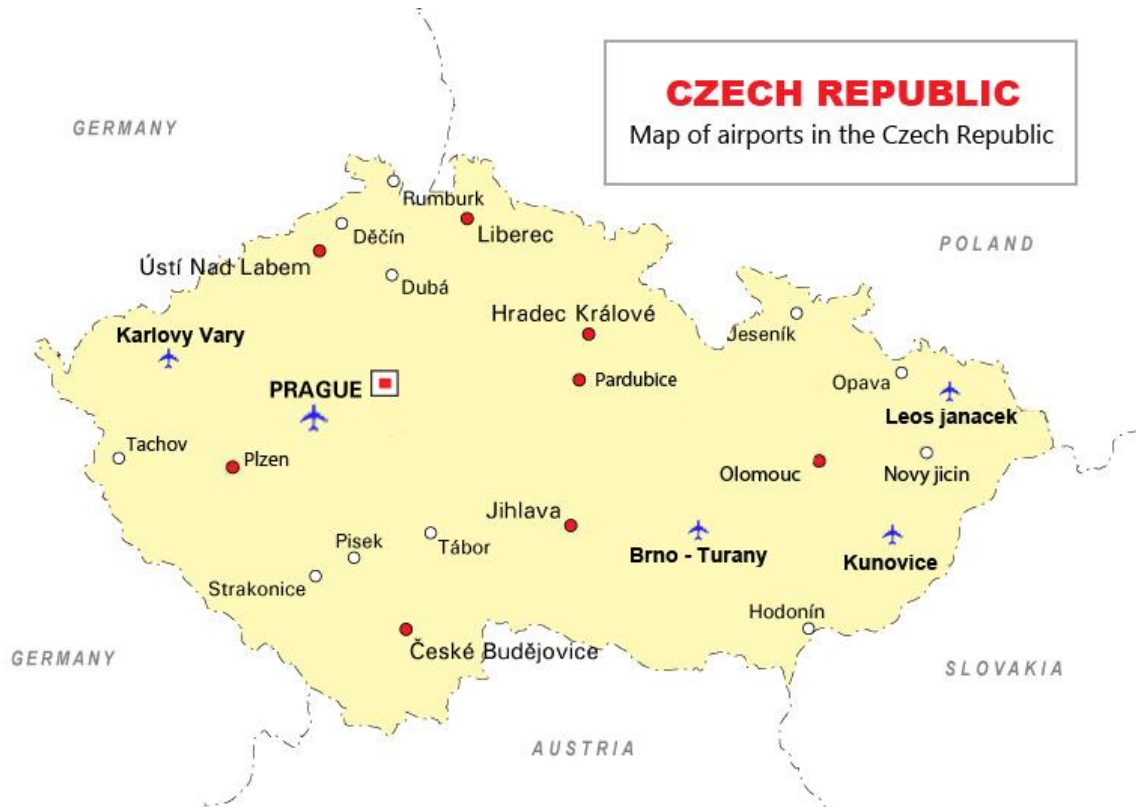 CZECH REPUBLIC
Map of airports in the Czech Republic
GERMANY
Rumburk
Děčín
Liberec
POLAND
Ústí Nad Labem
Dubá
Hradec Králové
Jeseník
Karlovy Vary
PRAGUE
Pardubice
Opava
Leos janacek
Tachov
Plzen
Olomouc
Novy jicin
Jihlava
Pisek
Tábor
Brno - Turany
Kunovice
Strakonice
Hodonín
České Budějovice
GERMANY
SLOVAKIA
AUSTRIA